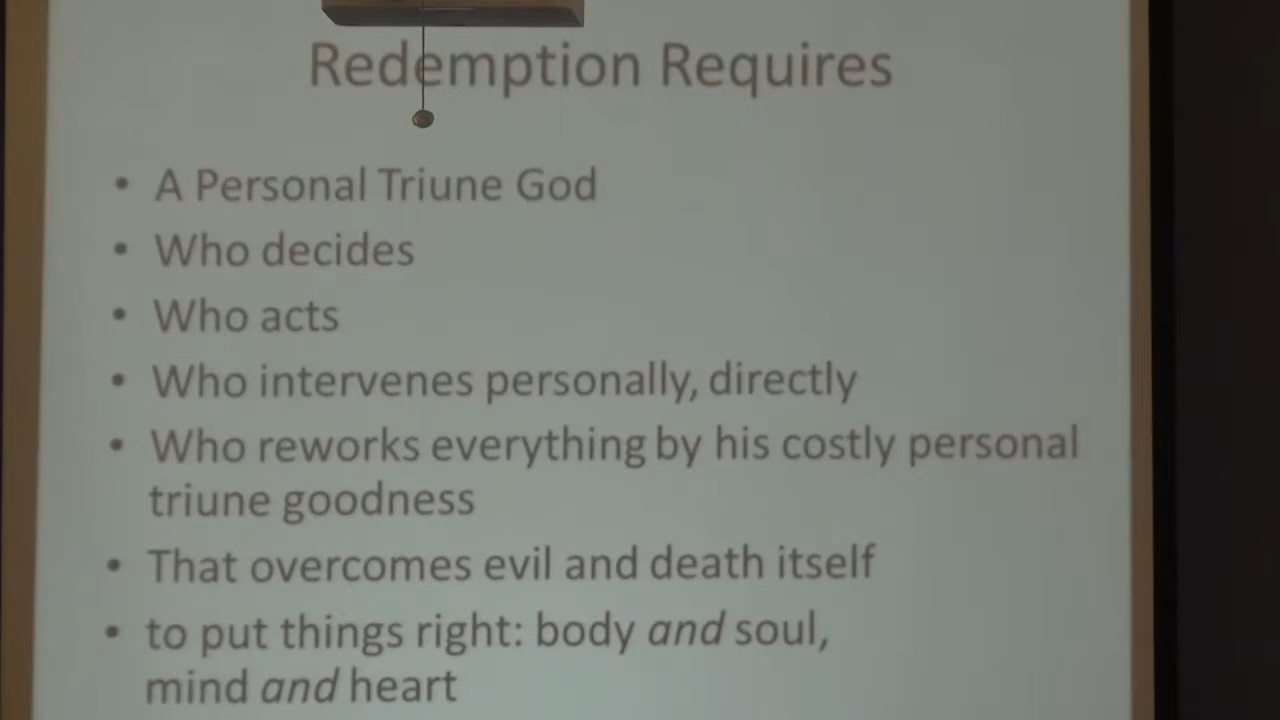 Redemption Requires
• A Personal Triune God
• Who decides
• Who acts
• Who intervenes personally, directly
• Who reworks everything by his costly personal
triune goodness
• That overcomes evil and death itself
• to put things right: body and soul,
mind and heart